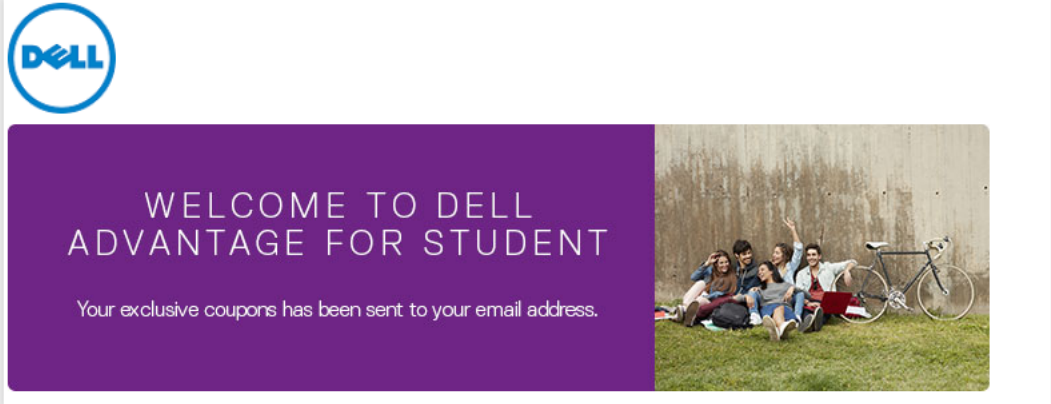 DELL
WELCOME TO DELL
ADVANTAGE FOR STUDENT
Your exclusive coupons has been sent to your email address.